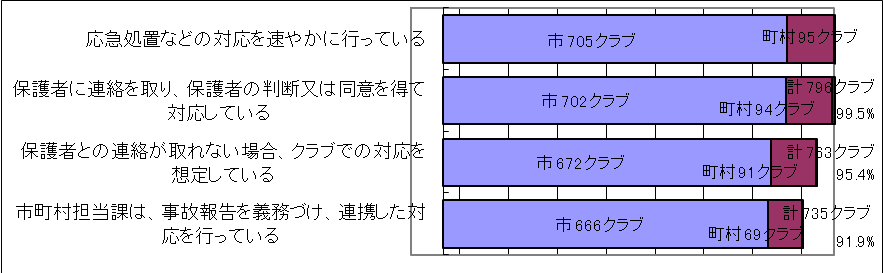 応急処置などの対応を速やかに行っている
市705クラブ
町村95クラブ
保護者に連絡を取り、保護者の判断又は同意を得て
対応している
市702クラブ
町村94クラブ
計796クラブ
99.5%
保護者との連絡が取れない場合、クラブでの対応を
想定している
市672クラブ
町村91クラブ
計763クラブ
95.4%
市町村担当課は、事故報告を義務づけ、連携した対
応を行っている
市666クラブ
町村69クラブ
計735クラブ
91.9%